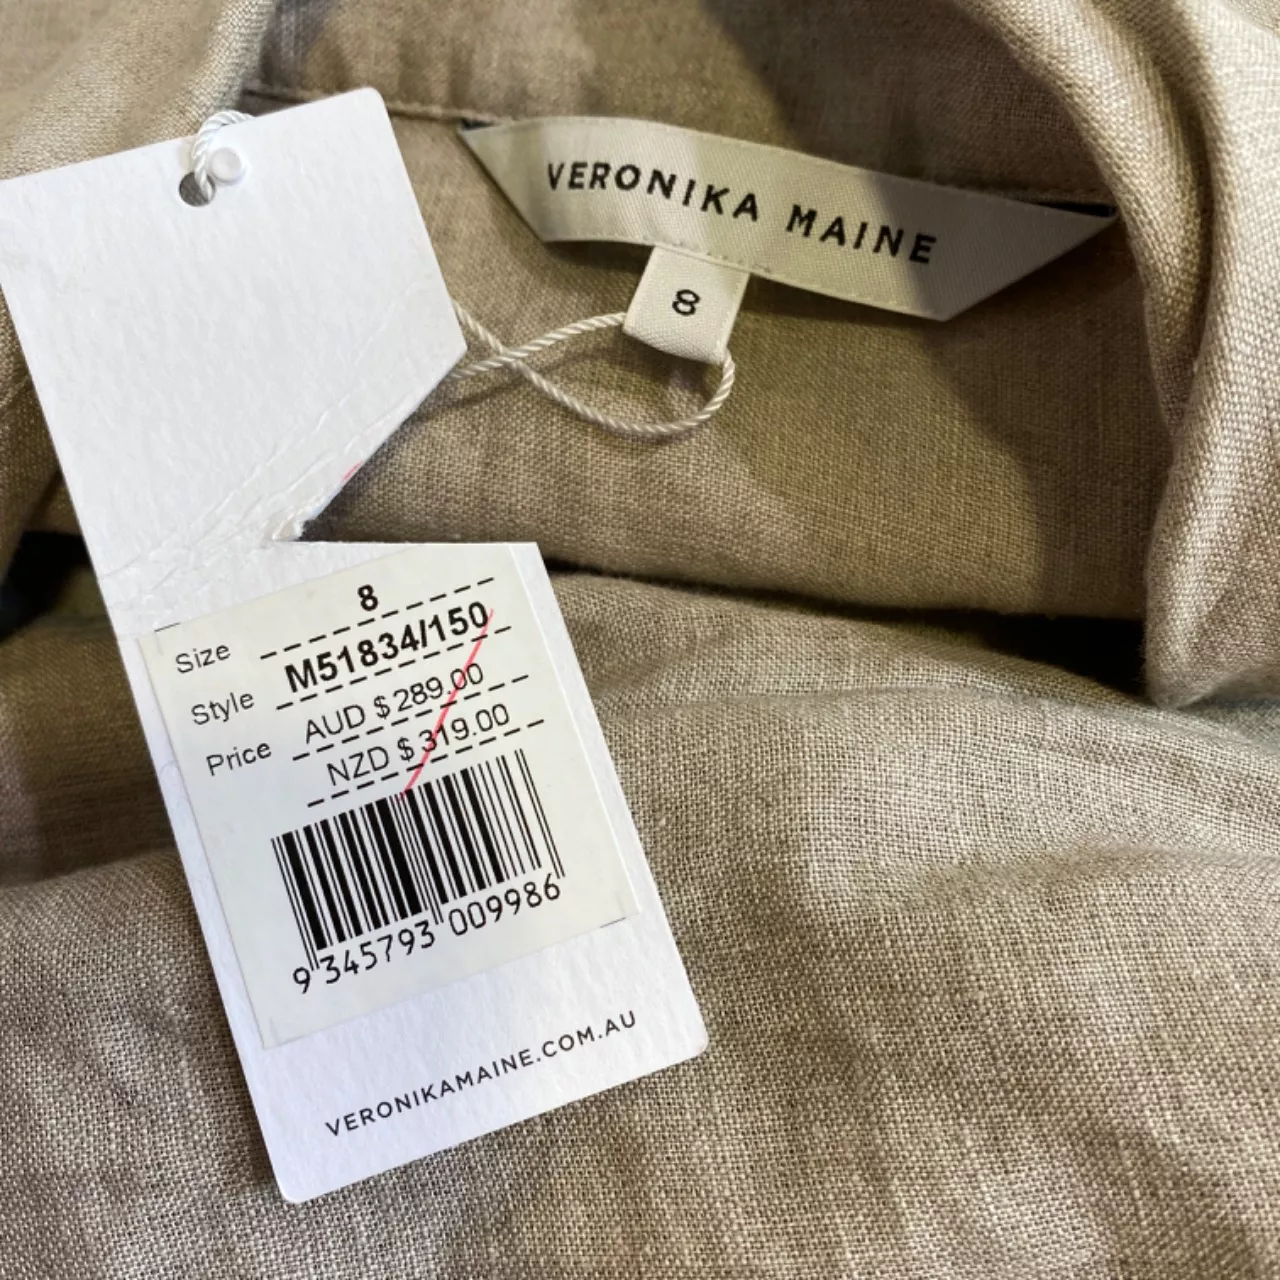 VERONIKA MAINE
8
Size 8
Style M51834/150
Price AUD $289.00
NZD $319.00
9 345793 009986
VERONIKAMAINE.COM.AU